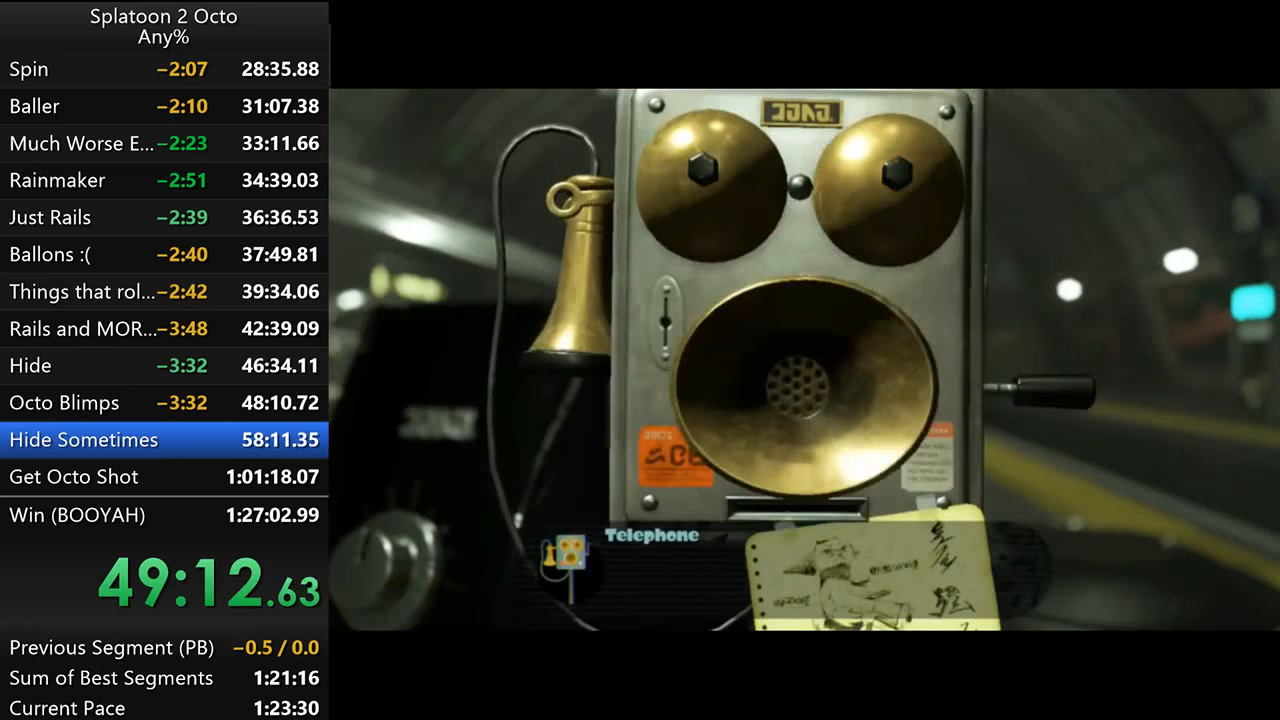 Splatoon 2 Octo
Any%
Spin −2:07 28:35.88
Baller −2:10 31:07.38
Much Worse E... −2:23 33:11.66
Rainmaker −2:51 34:39.03
Just Rails −2:39 36:36.53
Ballons :( −2:40 37:49.81
Things that rol... −2:42 39:34.06
Rails and MOR... −3:48 42:39.09
Hide −3:32 46:34.11
Octo Blimps −3:32 48:10.72
Hide Sometimes 58:11.35
Get Octo Shot 1:01:18.07
Win (BOOYAH) 1:27:02.99
49:12.63
Previous Segment (PB) −0.5 / 0.0
Sum of Best Segments 1:21:16
Current Pace 1:23:30
Telephone